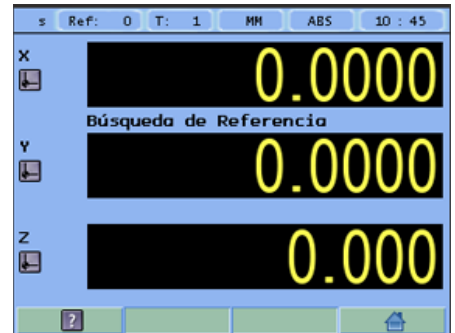 s Ref: 0 T: 1 MM ABS 10 : 45
X 0.0000
Búsqueda de Referencia
Y 0.0000
Z 0.000
?